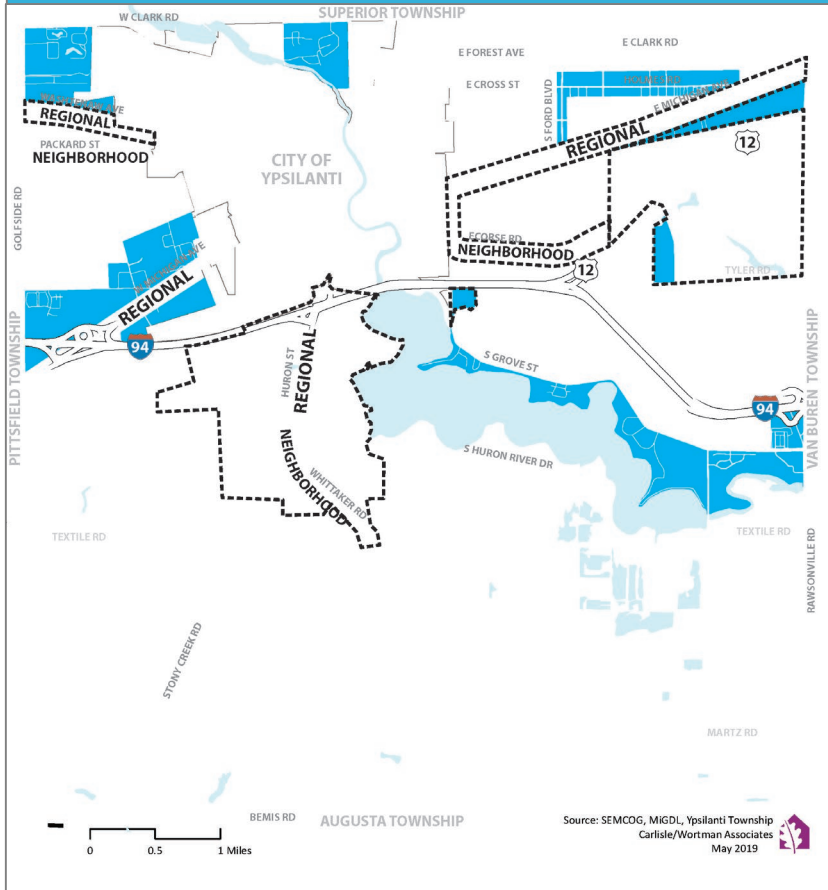 W CLARK RD
SUPERIOR TOWNSHIP
E CLARK RD
E FOREST AVE
E CROSS ST
S FORD BLVD
E MICHIGAN AVE
REGIONAL
12
REGIONAL
PACKARD ST
NEIGHBORHOOD
CITY OF
YPSILANTI
GOLFSIDE RD
ECORSE RD
NEIGHBORHOOD
12
TYLER RD
W MICHIGAN AVE
REGIONAL
94
PITTSFIELD TOWNSHIP
HURON ST
REGIONAL
S GROVE ST
94
VAN BUREN TOWNSHIP
NEIGHBORHOOD
WHITTAKER RD
S HURON RIVER DR
TEXTILE RD
TEXTILE RD
RAWSONVILLE RD
STONY CREEK RD
MARTZ RD
BEMIS RD
AUGUSTA TOWNSHIP
0 0.5 1 Miles
Source: SEMCOG, MiGDL, Ypsilanti Township
Carlisle/Wortman Associates
May 2019